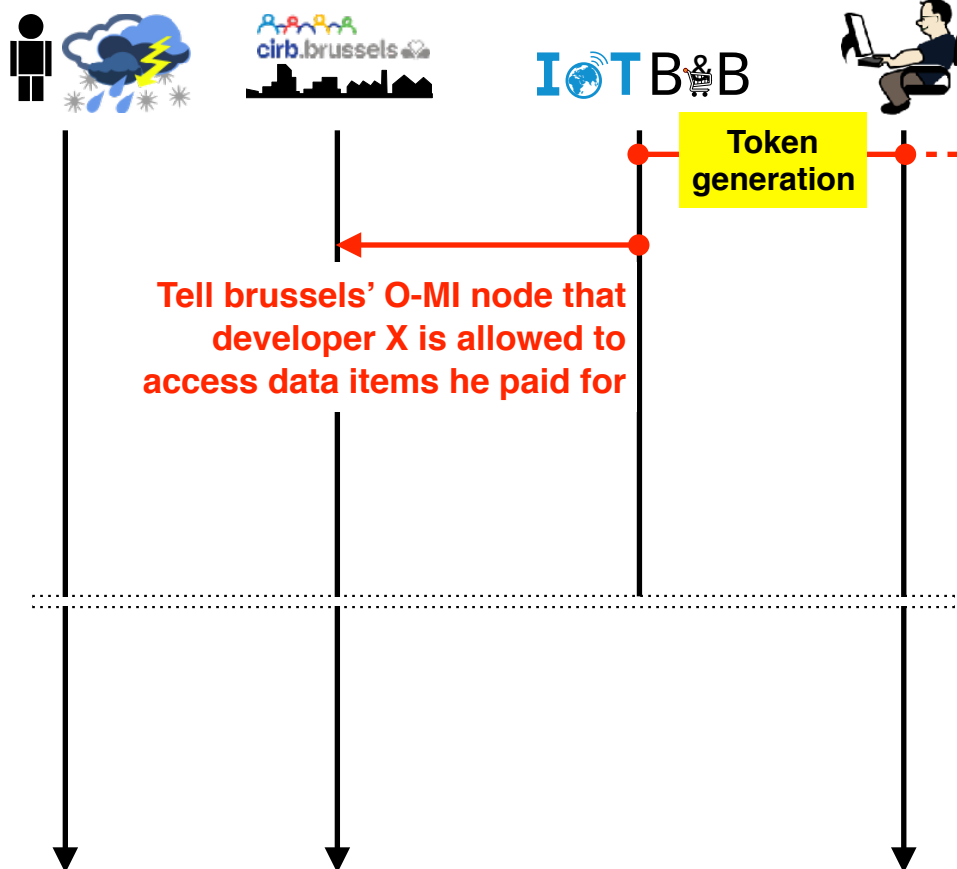 cirb.brussels
IoTB&B
Token
generation
Tell brussels’ O-MI node that
developer X is allowed to
access data items he paid for